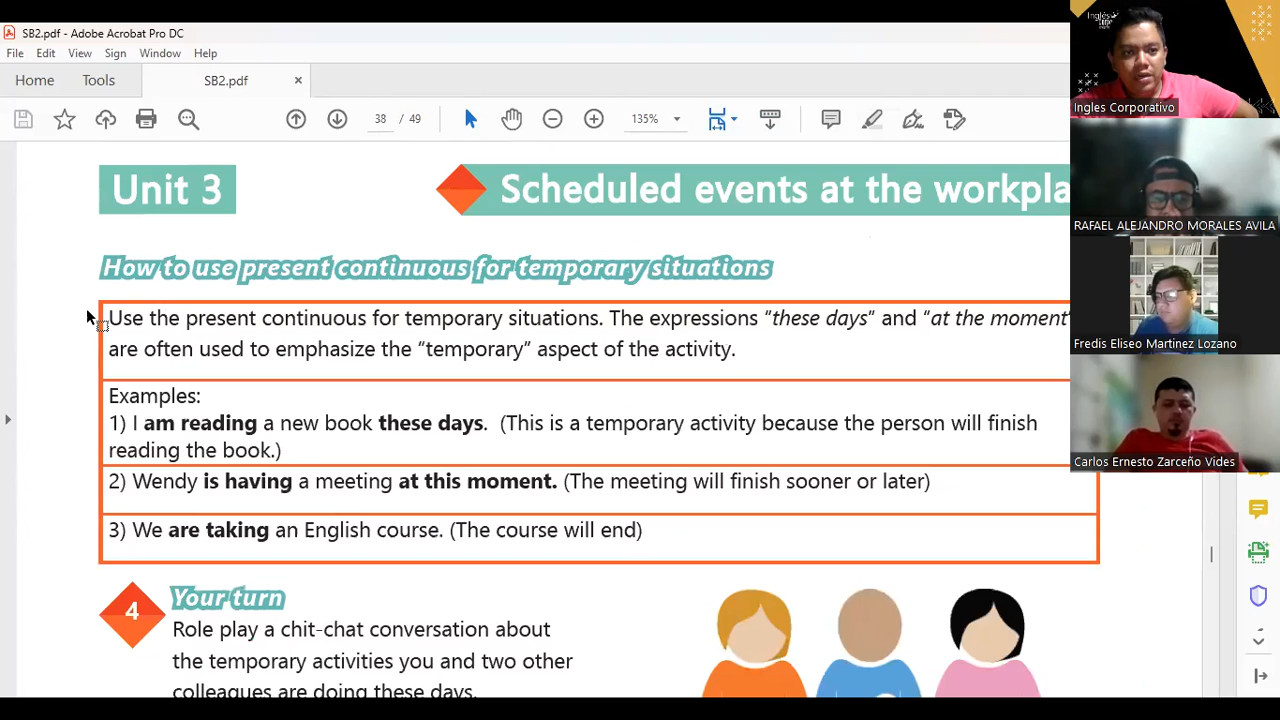 SB2.pdf - Adobe Acrobat Pro DC
File Edit View Sign Window Help
Home Tools SB2.pdf ×
38 / 49 135%
Unit 3 Scheduled events at the workpla
How to use present continuous for temporary situations
Use the present continuous for temporary situations. The expressions "these days" and "at the moment"
are often used to emphasize the "temporary" aspect of the activity.
Examples:
1) I am reading a new book these days. (This is a temporary activity because the person will finish
reading the book.)
2) Wendy is having a meeting at this moment. (The meeting will finish sooner or later)
3) We are taking an English course. (The course will end)
4 Your turn
Role play a chit-chat conversation about
the temporary activities you and two other
colleagues are doing these days.
Inglés
Ingles Corporativo
RAFAEL ALEJANDRO MORALES AVILA
Fredis Eliseo Martinez Lozano
Carlos Ernesto Zarceño Vides